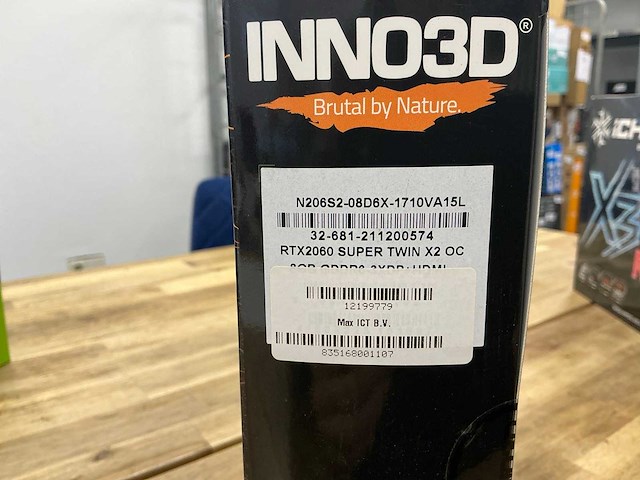 INNO3D®
Brutal by Nature.
N206S2-08D6X-1710VA15L
32-681-211200574
RTX2060 SUPER TWIN X2 OC
12199779
Max ICT B.V.
835168001107